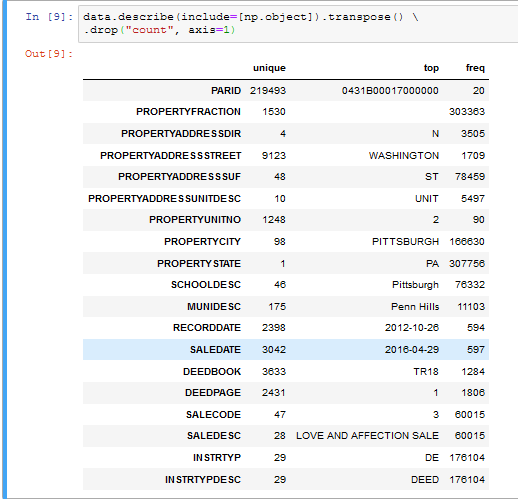 In [9]: data.describe(include=[np.object]).transpose() \
.drop("count", axis=1)
Out[9]:
unique top freq
PARID 219493 0431B00017000000 20
PROPERTYFRACTION 1530 303363
PROPERTYADDRESSDIR 4 N 3505
PROPERTYADDRESSSTREET 9123 WASHINGTON 1709
PROPERTYADDRESSSUF 48 ST 78459
PROPERTYADDRESSUNITDESC 10 UNIT 5497
PROPERTYUNITNO 1248 2 90
PROPERTYCITY 98 PITTSBURGH 166630
PROPERTYSTATE 1 PA 307756
SCHOOLDESC 46 Pittsburgh 76332
MUNIDESC 175 Penn Hills 11103
RECORDDATE 2398 2012-10-26 594
SALEDATE 3042 2016-04-29 597
DEEDBOOK 3633 TR18 1284
DEEDPAGE 2431 1 1806
SALECODE 47 3 60015
SALEDESC 28 LOVE AND AFFECTION SALE 60015
INSTRTYP 29 DE 176104
INSTRTYPDESC 29 DEED 176104